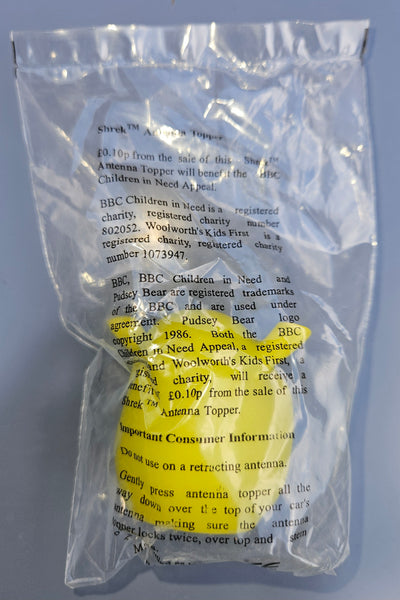 Shrek™ Antenna Topper
£0.10p from the sale of this Shrek™
Antenna Topper will benefit the BBC
Children in Need Appeal.
BBC Children in Need is a registered
charity, registered charity number
802052. Woolworth's Kids First is a
registered charity, registered charity
number 1073947.
BBC, BBC Children in Need and
Pudsey Bear are registered trademarks
of the BBC and are used under
agreement. Pudsey Bear logo
copyright 1986. Both the BBC
Children in Need Appeal, a registered
and Woolworth's Kids First, a
charity, will receive a
£0.10p from the sale of this
Shrek™ Antenna Topper.
Important Consumer Information
Do not use on a retracting antenna.
Gently press antenna topper all the
way down over the top of your car's
antenna making sure the antenna
locks twice, over top and stem